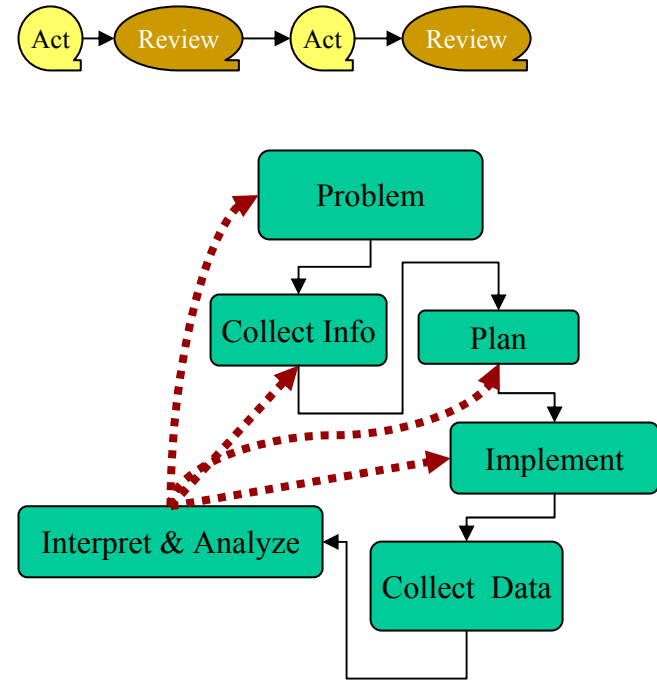 Act Review Act Review
Problem
Collect Info
Plan
Implement
Interpret & Analyze
Collect Data